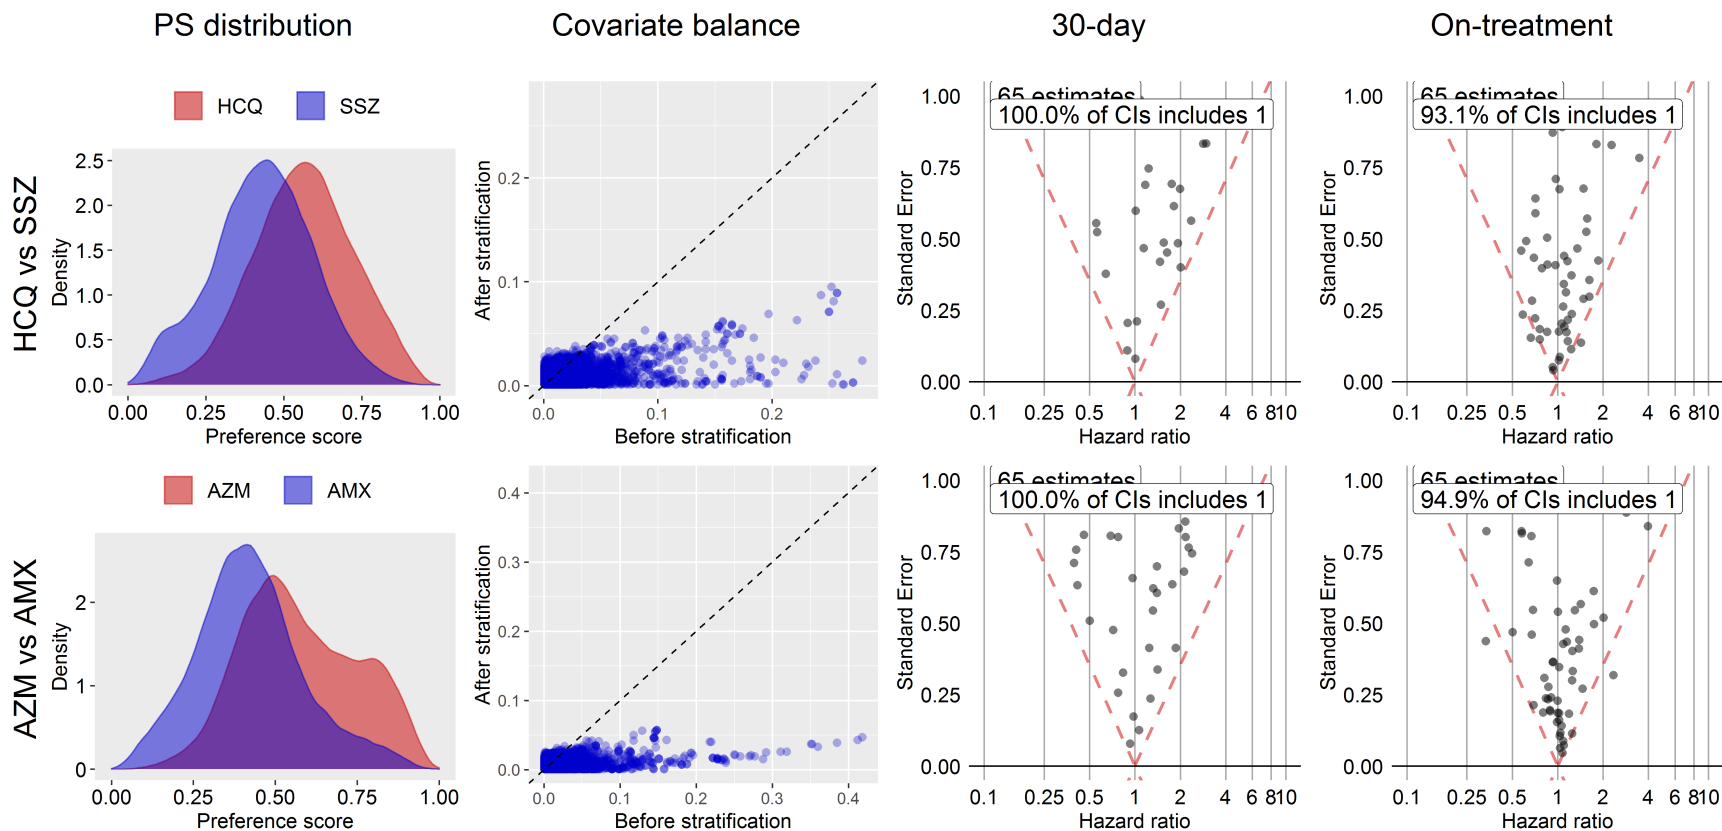 PS distribution
Covariate balance
30-day
On-treatment
HCQ vs SSZ
HCQ
SSZ
Density
2.5
2.0
1.5
1.0
0.5
0.0
0.00
0.25
0.50
0.75
1.00
Preference score
After stratification
0.2
0.1
0.0
0.0
0.1
0.2
Before stratification
Standard Error
1.00
0.75
0.50
0.25
0.00
65 estimates
100.0% of CIs includes 1
0.1
0.25
0.5
1
2
4
6
8
10
Hazard ratio
Standard Error
1.00
0.75
0.50
0.25
0.00
65 estimates
93.1% of CIs includes 1
0.1
0.25
0.5
1
2
4
6
8
10
Hazard ratio
AZM vs AMX
AZM
AMX
Density
2
1
0
0.00
0.25
0.50
0.75
1.00
Preference score
After stratification
0.4
0.3
0.2
0.1
0.0
0.0
0.1
0.2
0.3
0.4
Before stratification
Standard Error
1.00
0.75
0.50
0.25
0.00
65 estimates
100.0% of CIs includes 1
0.1
0.25
0.5
1
2
4
6
8
10
Hazard ratio
Standard Error
1.00
0.75
0.50
0.25
0.00
65 estimates
94.9% of CIs includes 1
0.1
0.25
0.5
1
2
4
6
8
10
Hazard ratio